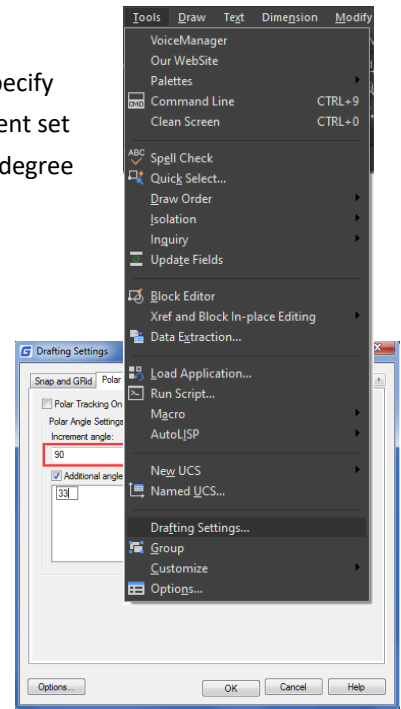 Tools Draw Text Dimension Modify
VoiceManager
Our WebSite
Palettes
Command Line CTRL+9
Clean Screen CTRL+0
Spell Check
Quick Select...
Draw Order
Isolation
Inquiry
Update Fields
Block Editor
Xref and Block In-place Editing
Data Extraction...
Load Application...
Run Script...
Macro
AutoLISP
New UCS
Named UCS...
Drafting Settings...
Group
Customize
Options...
ent set
degree
Drafting Settings
Snap and GRid Polar
Polar Tracking On
Polar Angle Settings
Increment angle:
90
Additional angle
33
Options... OK Cancel Help